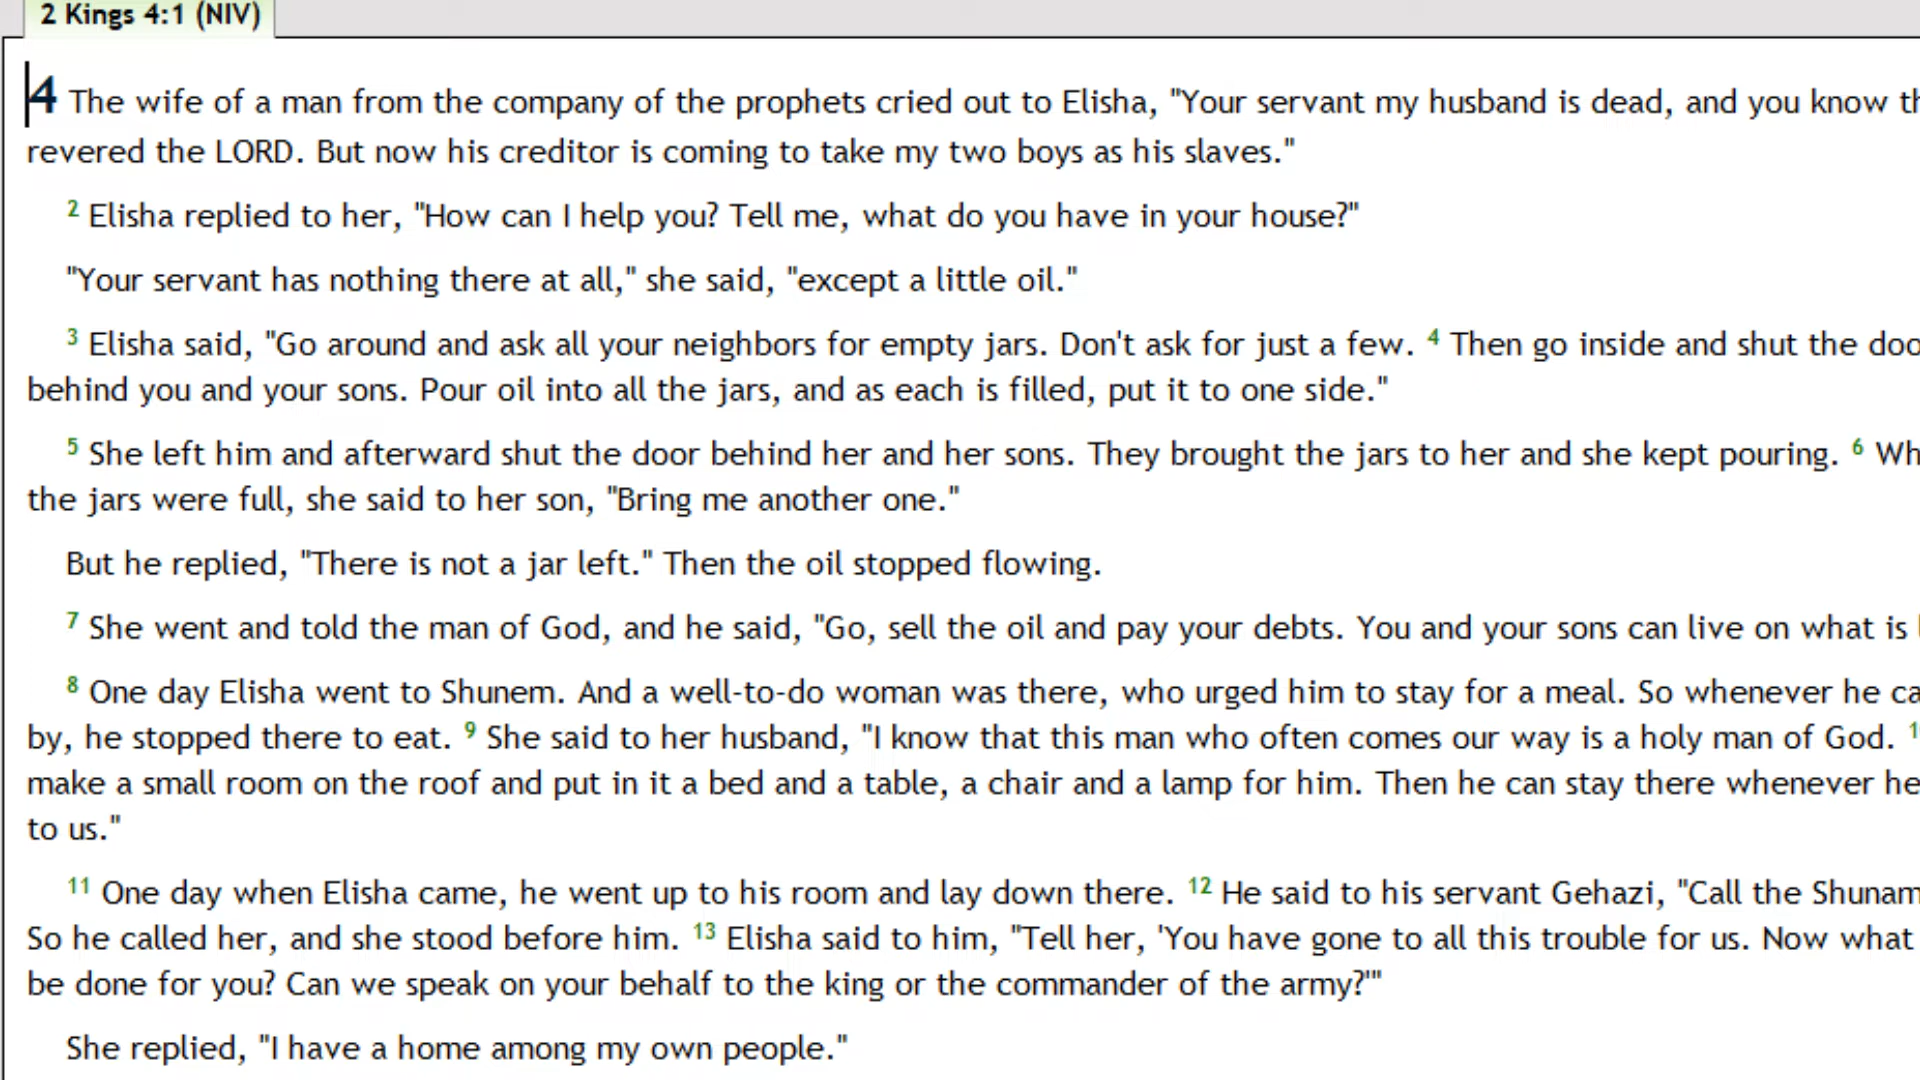 2 Kings 4:1 (NIV)
4 The wife of a man from the company of the prophets cried out to Elisha, "Your servant my husband is dead, and you know
revered the LORD. But now his creditor is coming to take my two boys as his slaves."
2 Elisha replied to her, "How can I help you? Tell me, what do you have in your house?"
"Your servant has nothing there at all," she said, "except a little oil."
3 Elisha said, "Go around and ask all your neighbors for empty jars. Don't ask for just a few. 4 Then go inside and shut the
behind you and your sons. Pour oil into all the jars, and as each is filled, put it to one side."
5 She left him and afterward shut the door behind her and her sons. They brought the jars to her and she kept pouring. 6
the jars were full, she said to her son, "Bring me another one."
But he replied, "There is not a jar left." Then the oil stopped flowing.
7 She went and told the man of God, and he said, "Go, sell the oil and pay your debts. You and your sons can live on what is
8 One day Elisha went to Shunem. And a well-to-do woman was there, who urged him to stay for a meal. So whenever he
by, he stopped there to eat. 9 She said to her husband, "I know that this man who often comes our way is a holy man of God.
make a small room on the roof and put in it a bed and a table, a chair and a lamp for him. Then he can stay there whenever he
to us."
11 One day when Elisha came, he went up to his room and lay down there. 12 He said to his servant Gehazi, "Call the
So he called her, and she stood before him. 13 Elisha said to him, "Tell her, 'You have gone to all this trouble for us. Now what
be done for you? Can we speak on your behalf to the king or the commander of the army?'"
She replied, "I have a home among my own people."